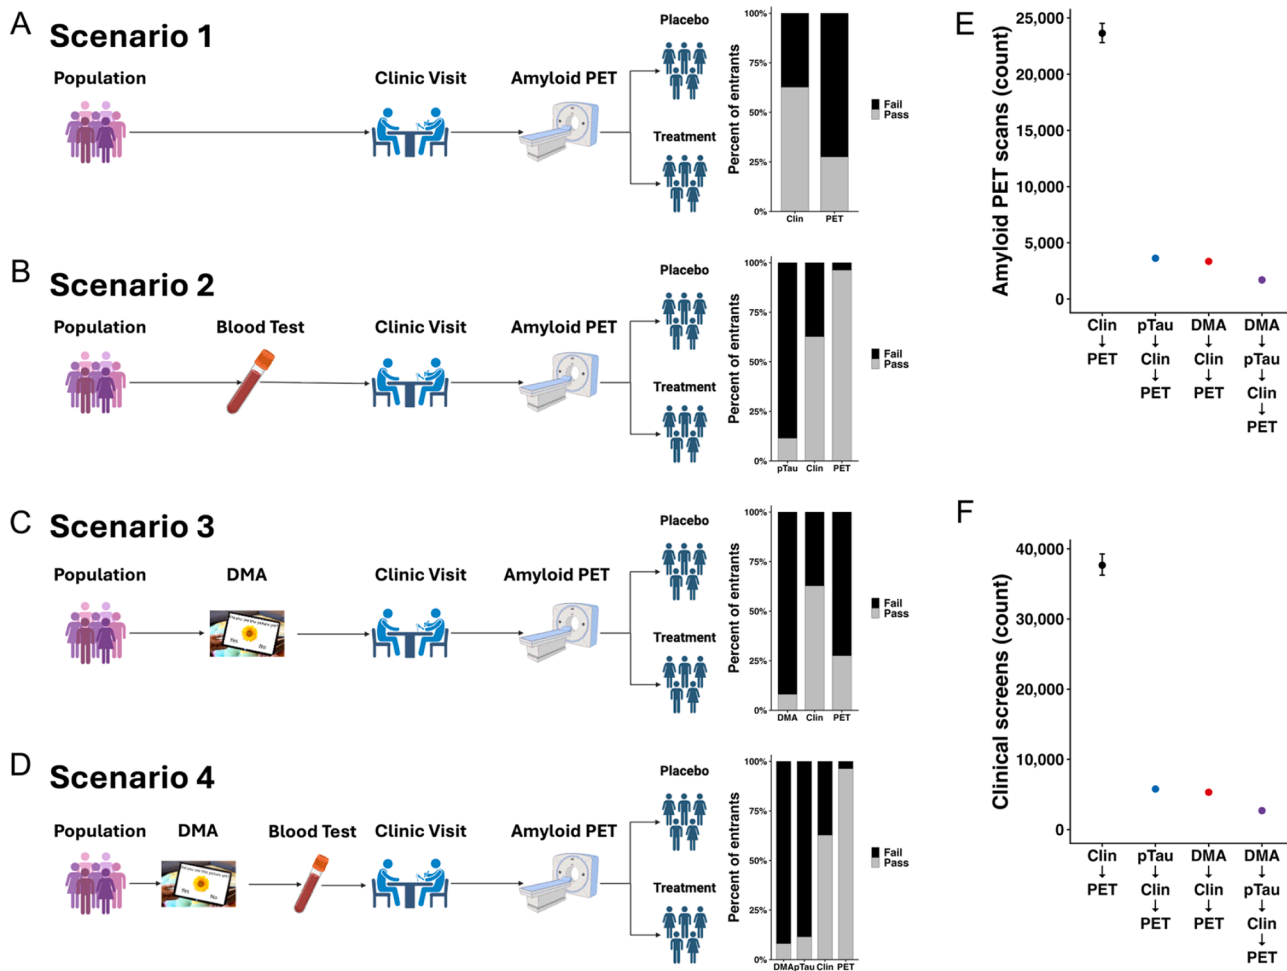 A
Scenario 1
Population
Clinic Visit
Amyloid PET
Placebo
Treatment
Percent of entrants
100%
75%
50%
25%
0%
Clin PET
Fail
Pass
B
Scenario 2
Population
Blood Test
Clinic Visit
Amyloid PET
Placebo
Treatment
Percent of entrants
100%
75%
50%
25%
0%
pTau Clin PET
Fail
Pass
C
Scenario 3
Population
DMA
Yes
No
Clinic Visit
Amyloid PET
Placebo
Treatment
Percent of entrants
100%
75%
50%
25%
0%
DMA Clin PET
Fail
Pass
D
Scenario 4
Population
DMA
Yes
No
Blood Test
Clinic Visit
Amyloid PET
Placebo
Treatment
Percent of entrants
100%
75%
50%
25%
0%
DMA pTau Clin PET
Fail
Pass
E
Amyloid PET scans (count)
25,000
20,000
15,000
10,000
5,000
0
Clin pTau DMA DMA
↓ ↓ ↓ ↓
PET Clin Clin pTau
↓ ↓ ↓
PET PET Clin
↓
PET
F
Clinical screens (count)
40,000
30,000
20,000
10,000
0
Clin pTau DMA DMA
↓ ↓ ↓ ↓
PET Clin Clin pTau
↓ ↓ ↓
PET PET Clin
↓
PET